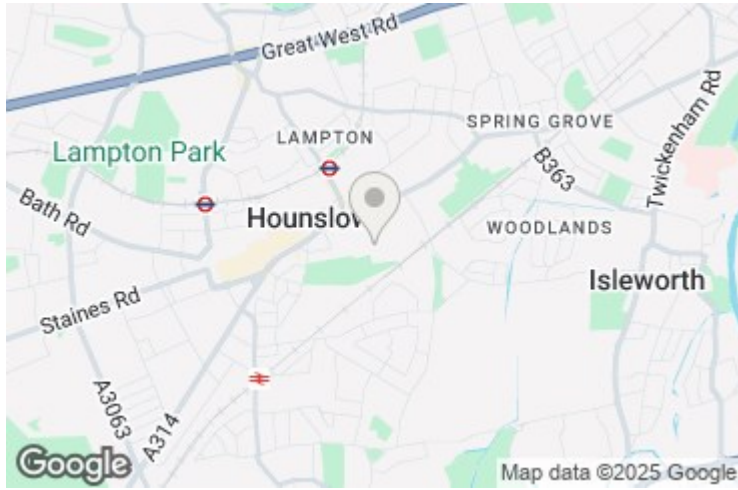 Great West Rd
LAMPTON
SPRING GROVE
Twickenham Rd
Lampton Park
B363
Bath Rd
Hounslow
WOODLANDS
Isleworth
Staines Rd
A3063
A314
Google
Map data ©2025 Google